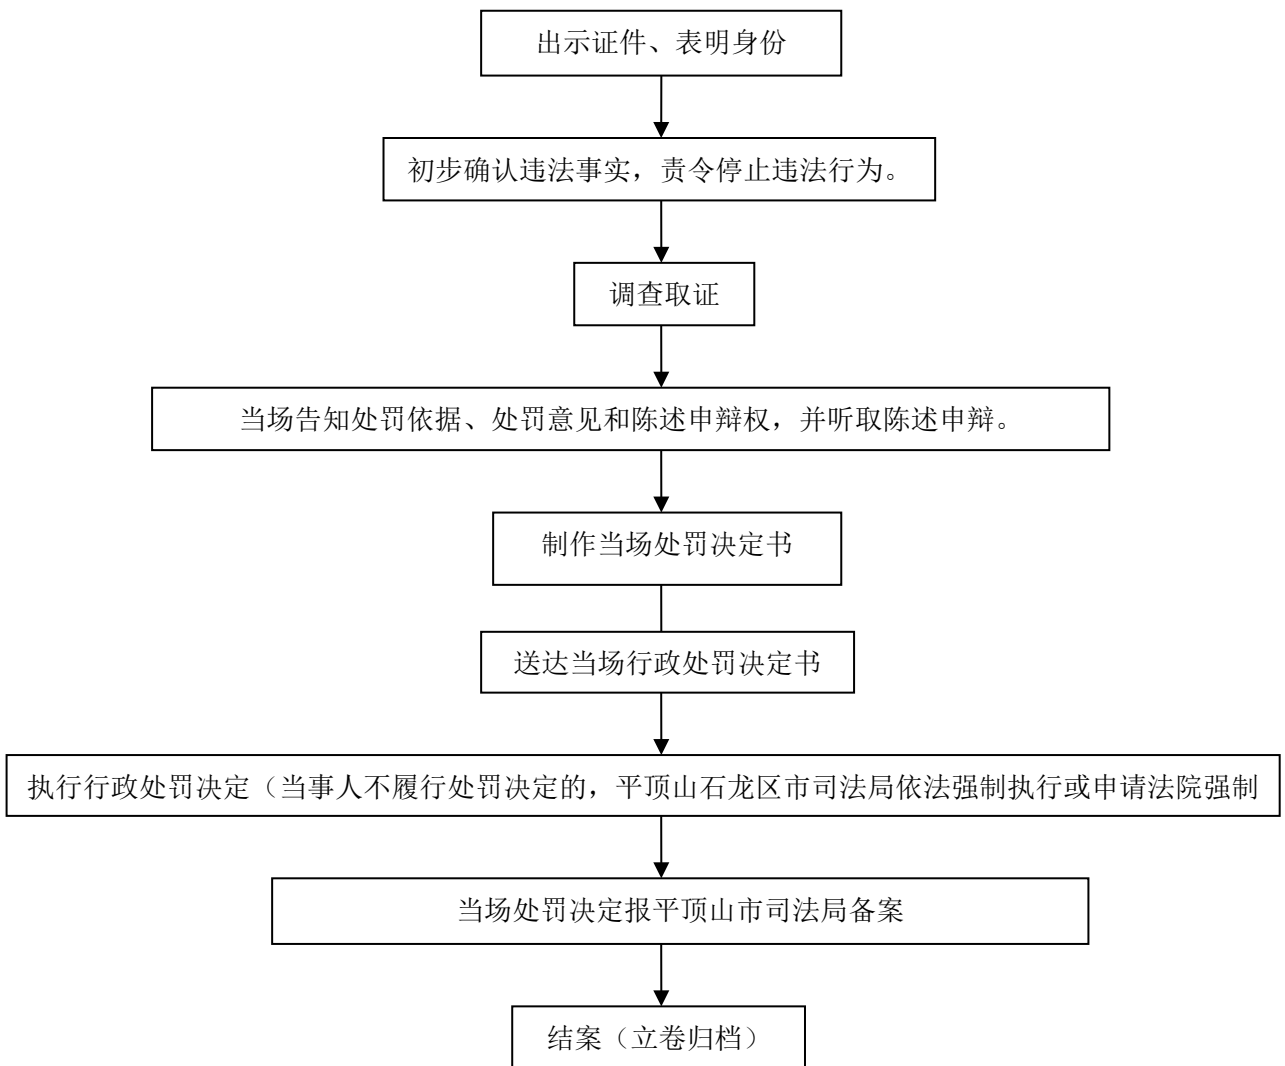 出示证件、表明身份
初步确认违法事实，责令停止违法行为。
调查取证
当场告知处罚依据、处罚意见和陈述申辩权，并听取陈述申辩。
制作当场处罚决定书
送达当场行政处罚决定书
执行行政处罚决定（当事人不履行处罚决定的，平顶山石龙区市司法局依法强制执行或申请法院强制
当场处罚决定报平顶山市司法局备案
结案（立卷归档）